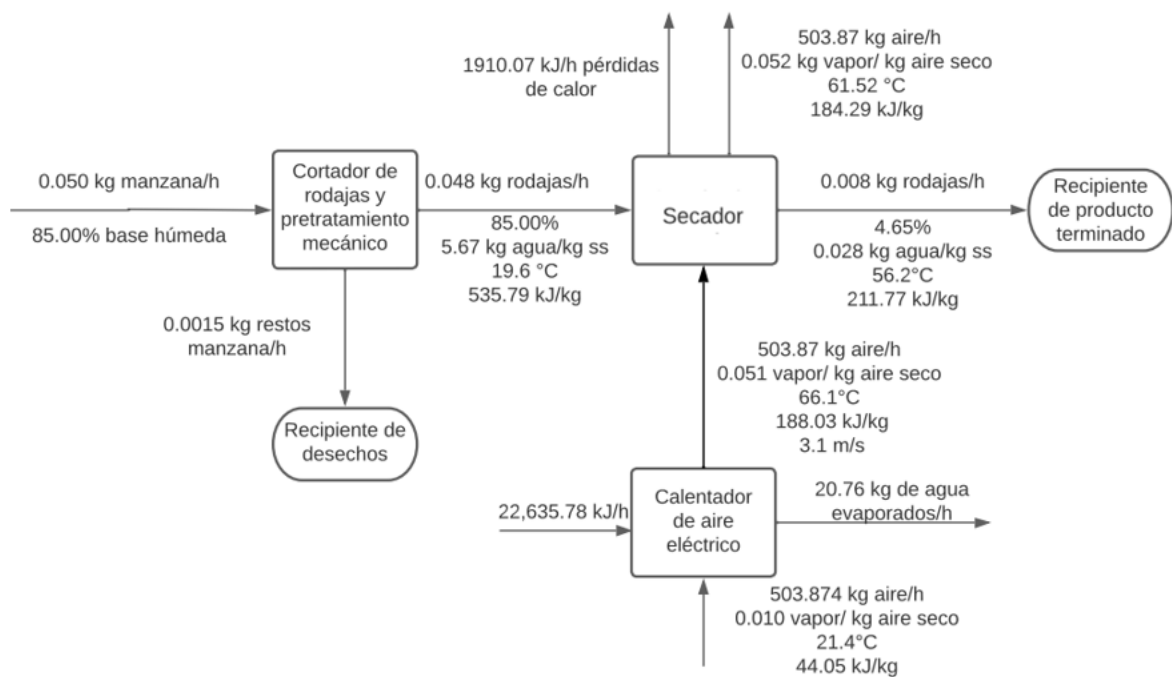 1910.07 kJ/h pérdidas
de calor
503.87 kg aire/h
0.052 kg vapor/ kg aire seco
61.52 °C
184.29 kJ/kg
0.050 kg manzana/h
85.00% base húmeda
Cortador de
rodajas y
pretratamiento
mecánico
0.048 kg rodajas/h
85.00%
5.67 kg agua/kg ss
19.6 °C
535.79 kJ/kg
Secador
0.008 kg rodajas/h
4.65%
0.028 kg agua/kg ss
56.2°C
211.77 kJ/kg
Recipiente
de producto
terminado
0.0015 kg restos
manzana/h
Recipiente de
desechos
503.87 kg aire/h
0.051 vapor/ kg aire seco
66.1°C
188.03 kJ/kg
3.1 m/s
22,635.78 kJ/h
Calentador
de aire
eléctrico
20.76 kg de agua
evaporados/h
503.874 kg aire/h
0.010 vapor/ kg aire seco
21.4°C
44.05 kJ/kg